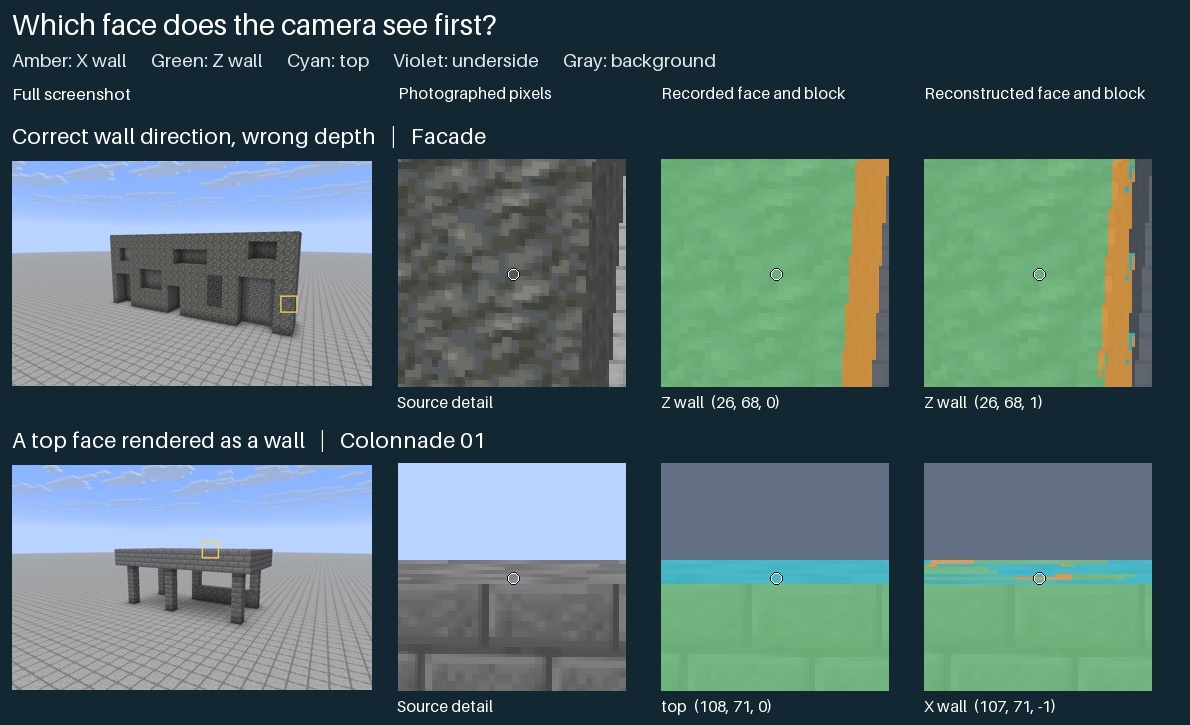 Which face does the camera see first?
Amber: X wall Green: Z wall Cyan: top Violet: underside Gray: background
Full screenshot Photographed pixels Recorded face and block Reconstructed face and block
Correct wall direction, wrong depth | Facade
Source detail Z wall (26, 68, 0) Z wall (26, 68, 1)
A top face rendered as a wall | Colonnade 01
Source detail top (108, 71, 0) X wall (107, 71, -1)